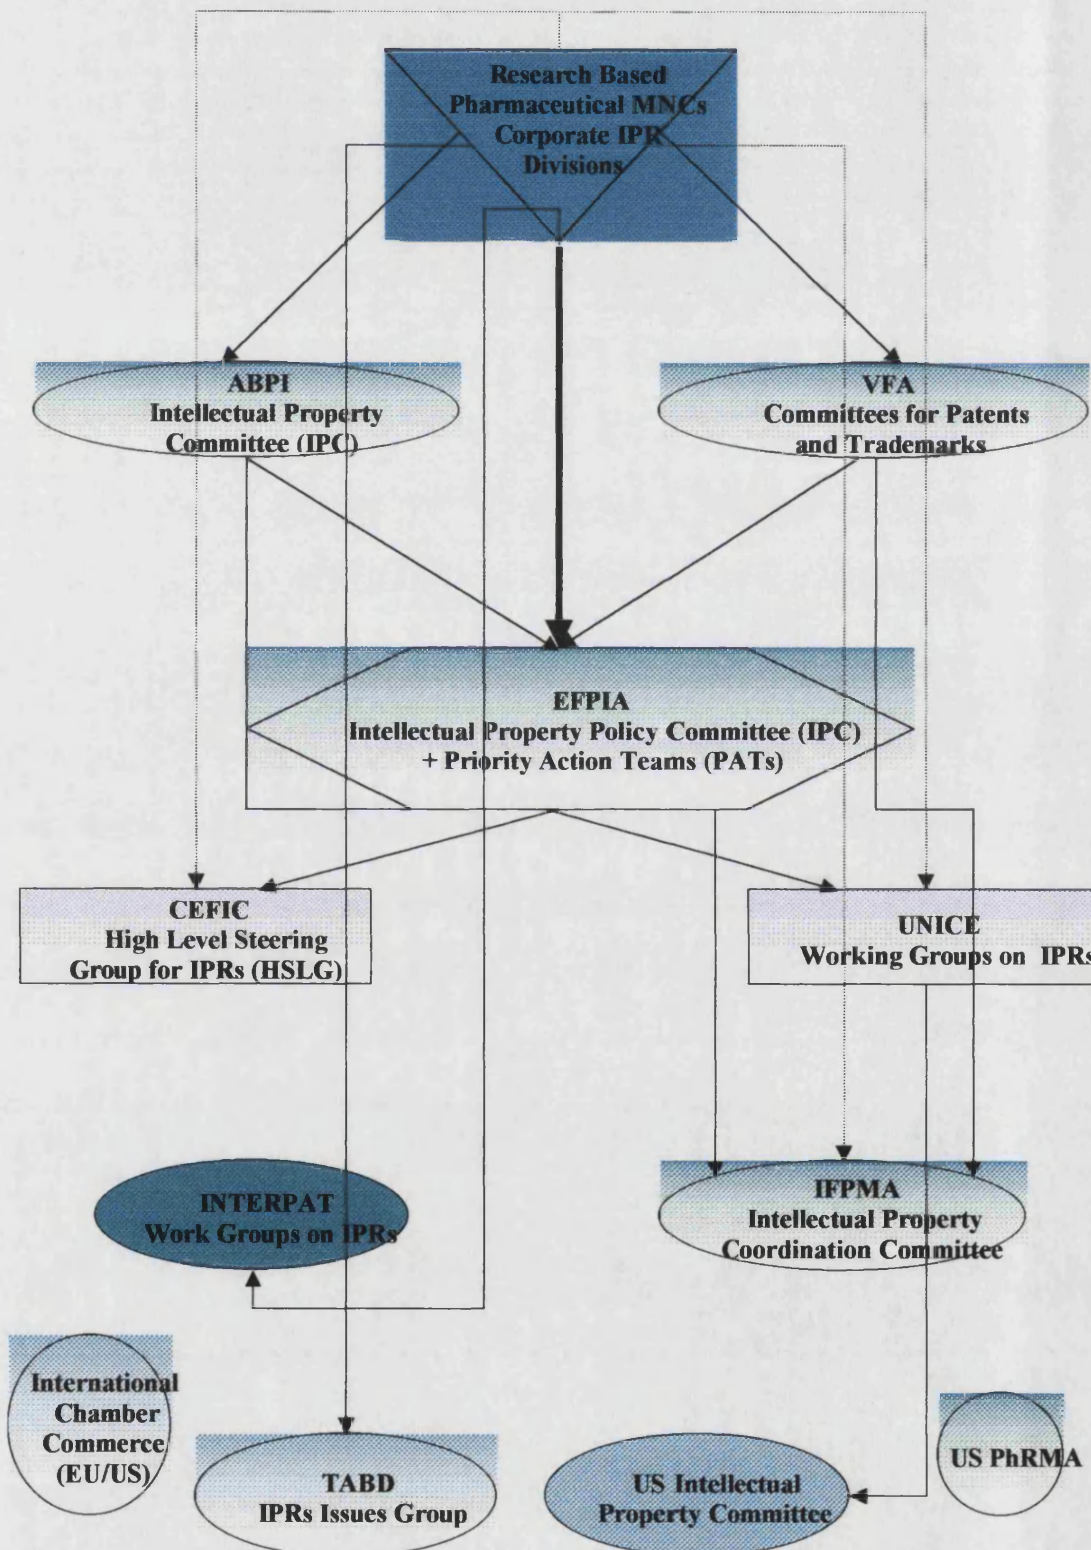 Research Based
Pharmaceutical MNCs
Corporate IPR
Divisions
ABPI
Intellectual Property
Committee (IPC)
VFA
Committees for Patents
and Trademarks
EFPIA
Intellectual Property Policy Committee (IPC)
+ Priority Action Teams (PATs)
CEFIC
High Level Steering
Group for IPRs (HSLG)
UNICE
Working Groups on IPRs
INTERPAT
Work Groups on IPRs
IFPMA
Intellectual Property
Coordination Committee
International
Chamber
Commerce
(EU/US)
TABD
IPRs Issues Group
US Intellectual
Property Committee
US PhRMA